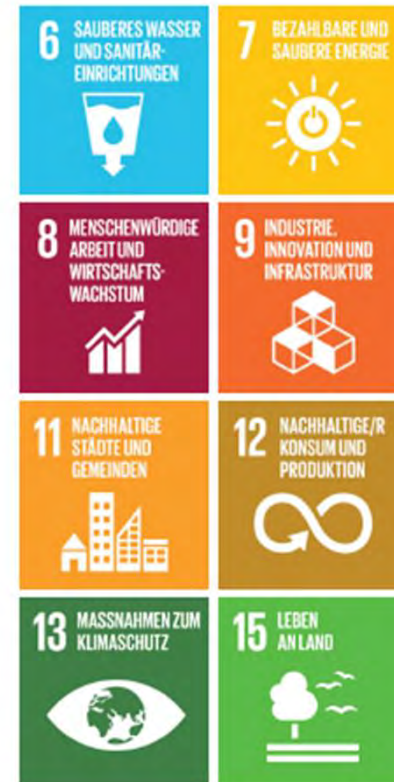 6 SAUBERES WASSER
UND SANITÄR-
EINRICHTUNGEN
7 BEZAHLBARE UND
SAUBERE ENERGIE
8 MENSCHENWÜRDIGE
ARBEIT UND
WIRTSCHAFTS-
WACHSTUM
9 INDUSTRIE,
INNOVATION UND
INFRASTRUKTUR
11 NACHHALTIGE
STÄDTE UND
GEMEINDEN
12 NACHHALTIGE/R
KONSUM UND
PRODUKTION
13 MASSNAHMEN ZUM
KLIMASCHUTZ
15 LEBEN
AN LAND